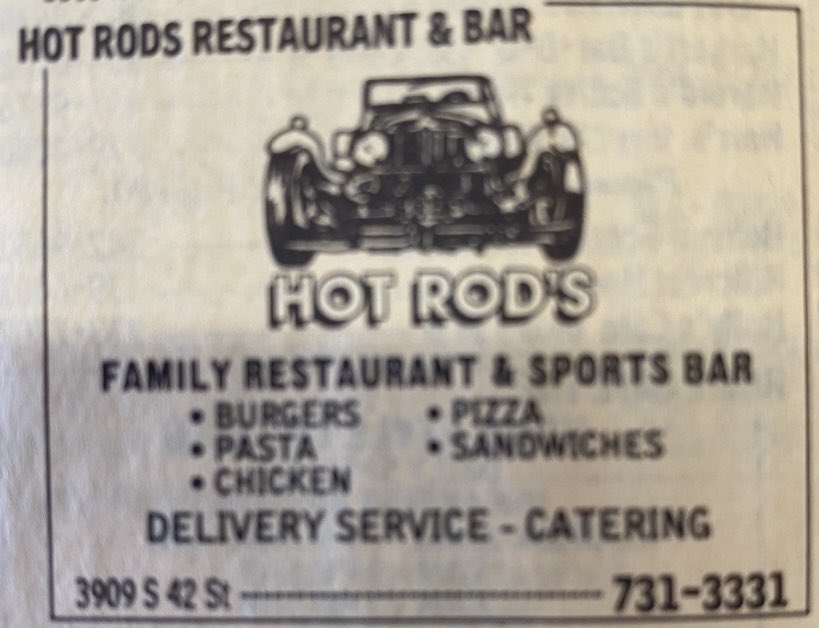 HOT RODS RESTAURANT & BAR
HOT ROD'S
FAMILY RESTAURANT & SPORTS BAR
• BURGERS • PIZZA
• PASTA • SANDWICHES
• CHICKEN
DELIVERY SERVICE - CATERING
3909 S 42 St ---------- 731-3331